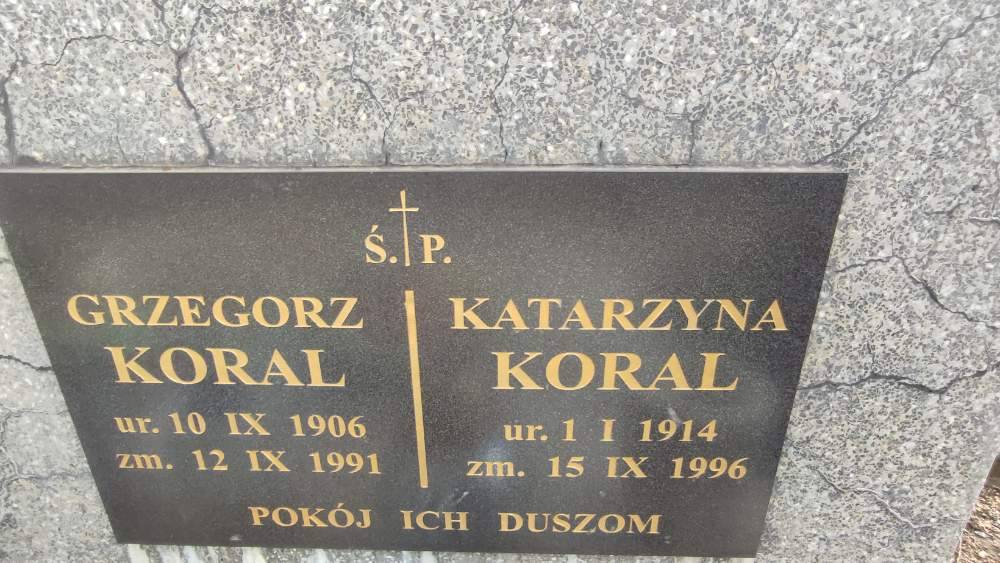 Ś. P.
GRZEGORZ
KORAL
ur. 10 IX 1906
zm. 12 IX 1991
KATARZYNA
KORAL
ur. 1 I 1914
zm. 15 IX 1996
POKÓJ ICH DUSZOM